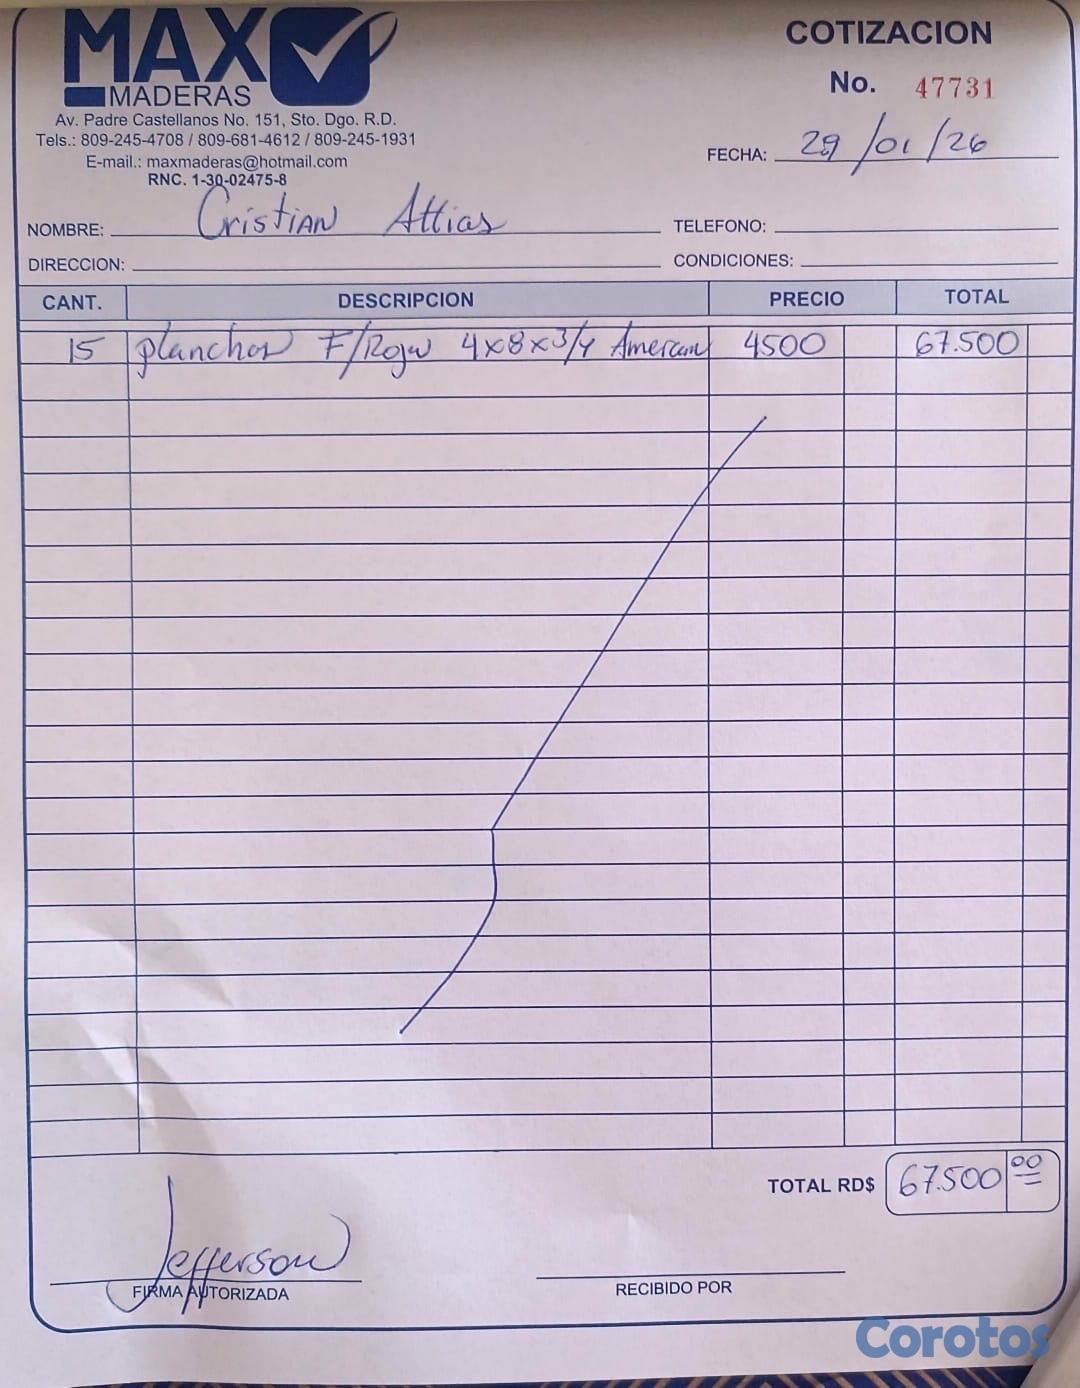 MAX
MADERAS
Av. Padre Castellanos No. 151, Sto. Dgo. R.D.
Tels.: 809-245-4708 / 809-681-4612 / 809-245-1931
E-mail.: maxmaderas@hotmail.com
RNC. 1-30-02475-8
COTIZACION
No. 47731
FECHA: 29/01/26
NOMBRE: Cristian Attias
TELEFONO:
DIRECCION:
CONDICIONES:
CANT. DESCRIPCION PRECIO TOTAL
15 planchas F/Roja 4x8x3/4 American 4500 67.500
TOTAL RD$ 67.500 00
Jefferson
FIRMA AUTORIZADA
RECIBIDO POR
Corotos